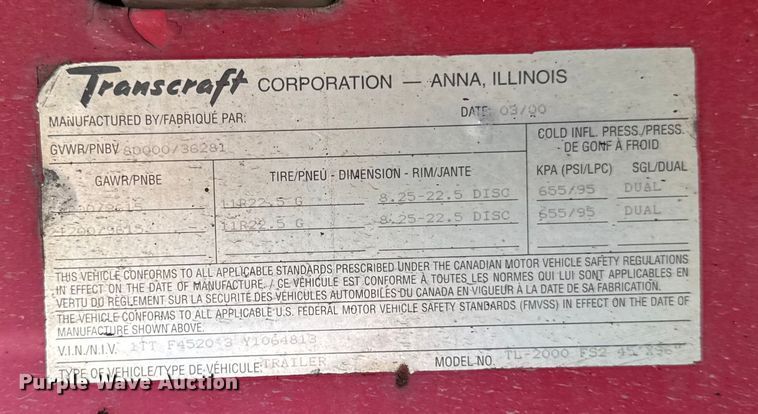 Transcraft CORPORATION — ANNA, ILLINOIS
MANUFACTURED BY/FABRIQUÉ PAR: DATE: 03/00
GVWR/PNBV 80000/36281
COLD INFL. PRESS./PRESS. DE GONF À FROID
GAWR/PNBE TIRE/PNEU - DIMENSION - RIM/JANTE KPA (PSI/LPC) SGL/DUAL
11R22.5 G 8.25-22.5 DISC 655/95 DUAL
11R22.5 G 8.25-22.5 DISC 655/95 DUAL
THIS VEHICLE CONFORMS TO ALL APPLICABLE STANDARDS PRESCRIBED UNDER THE CANADIAN MOTOR VEHICLE SAFETY REGULATIONS
IN EFFECT ON THE DATE OF MANUFACTURE./ CE VÉHICULE EST CONFORME À TOUTES LES NORMES QUI LUI SONT APPLICABLES EN
VERTU DU RÈGLEMENT SUR LA SECURITÉ DES VÉHICULES AUTOMOBILES DU CANADA EN VIGUEUR À LA DATE DE SA FABRICATION.
THIS VEHICLE CONFORMS TO ALL APPLICABLE U.S. FEDERAL MOTOR VEHICLE SAFETY STANDARDS (FMVSS) IN EFFECT ON THE DATE OF
MANUFACTURE SHOWN ABOVE.
V.I.N./N.I.V. 1TT Y1064813
TYPE OF VEHICLE/TYPE DE VÉHICULE: TRAILER MODEL NO. TL-2000 FS2
Purple Wave Auction